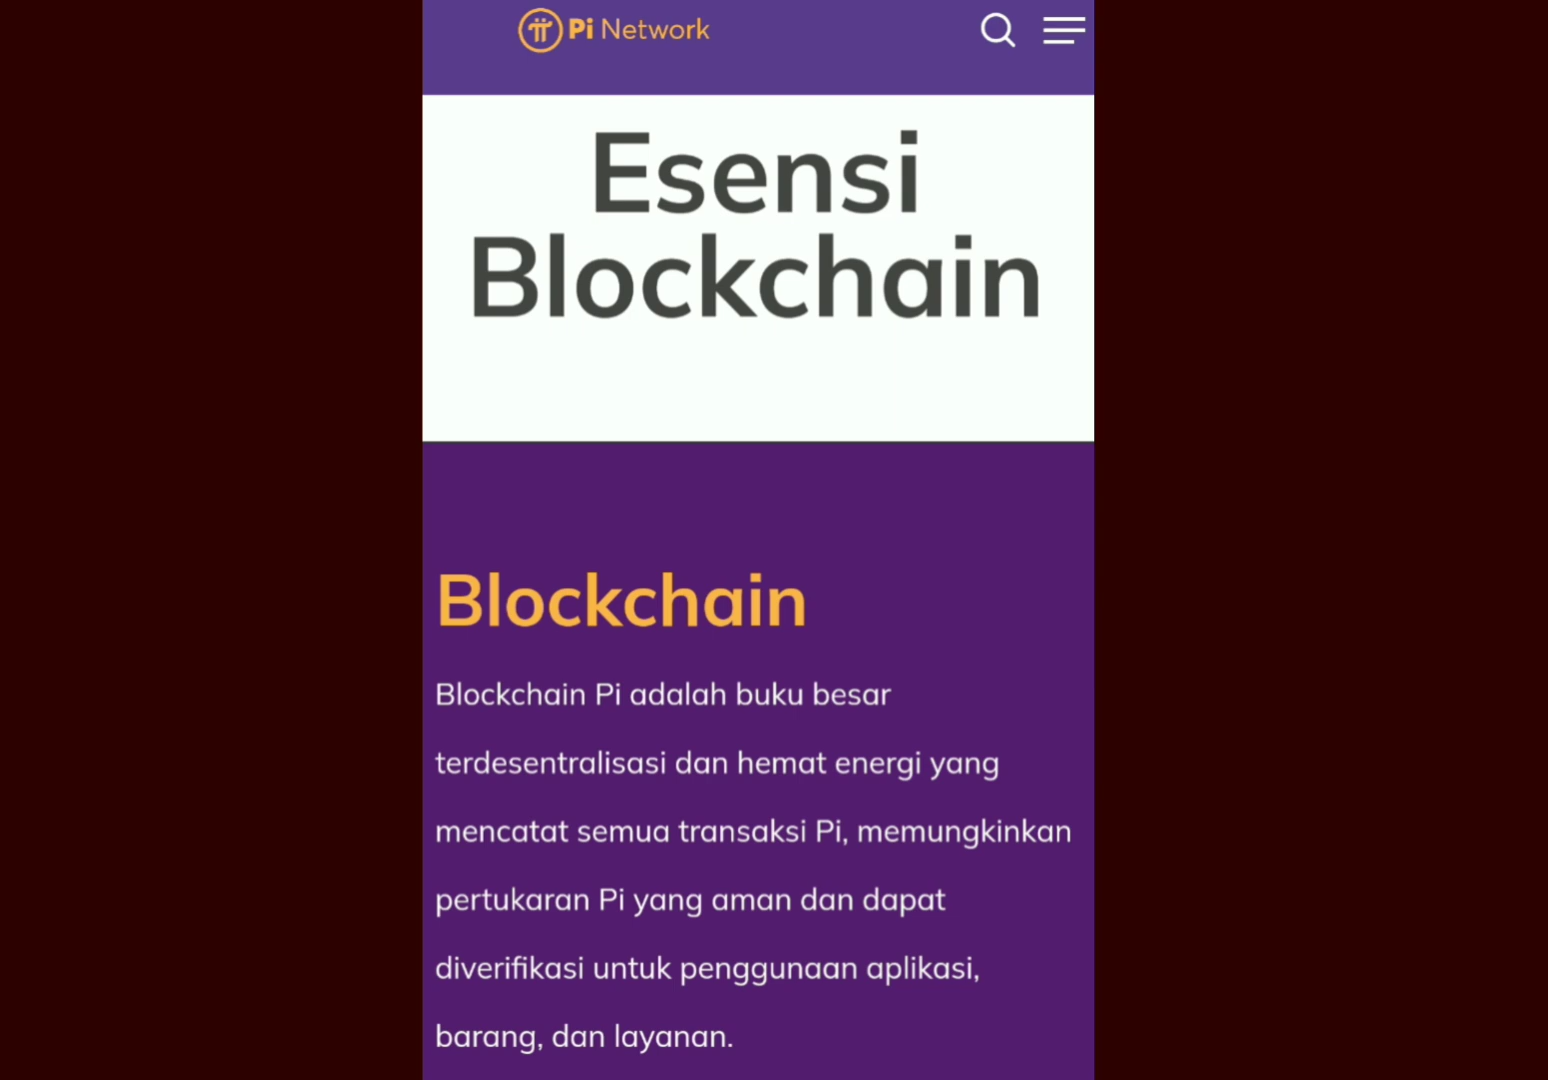 Pi Network
Esensi
Blockchain
Blockchain
Blockchain Pi adalah buku besar
terdesentralisasi dan hemat energi yang
mencatat semua transaksi Pi, memungkinkan
pertukaran Pi yang aman dan dapat
diverifikasi untuk penggunaan aplikasi,
barang, dan layanan.